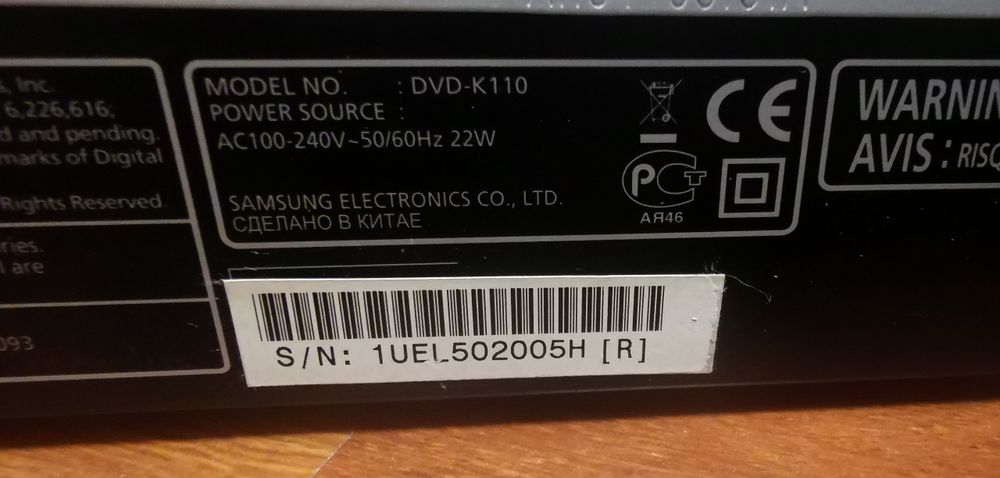 s, Inc.
6,226,616;
d and pending.
marks of Digital
Rights Reserved
ries.
l are
093
MODEL NO. : DVD-K110
POWER SOURCE :
AC100-240V~50/60Hz 22W
SAMSUNG ELECTRONICS CO., LTD.
СДЕЛАНО В КИТАЕ
CE
РСТ
АЯ46
WARNIN
AVIS : RISQ
S/N: 1UEL502005H [R]